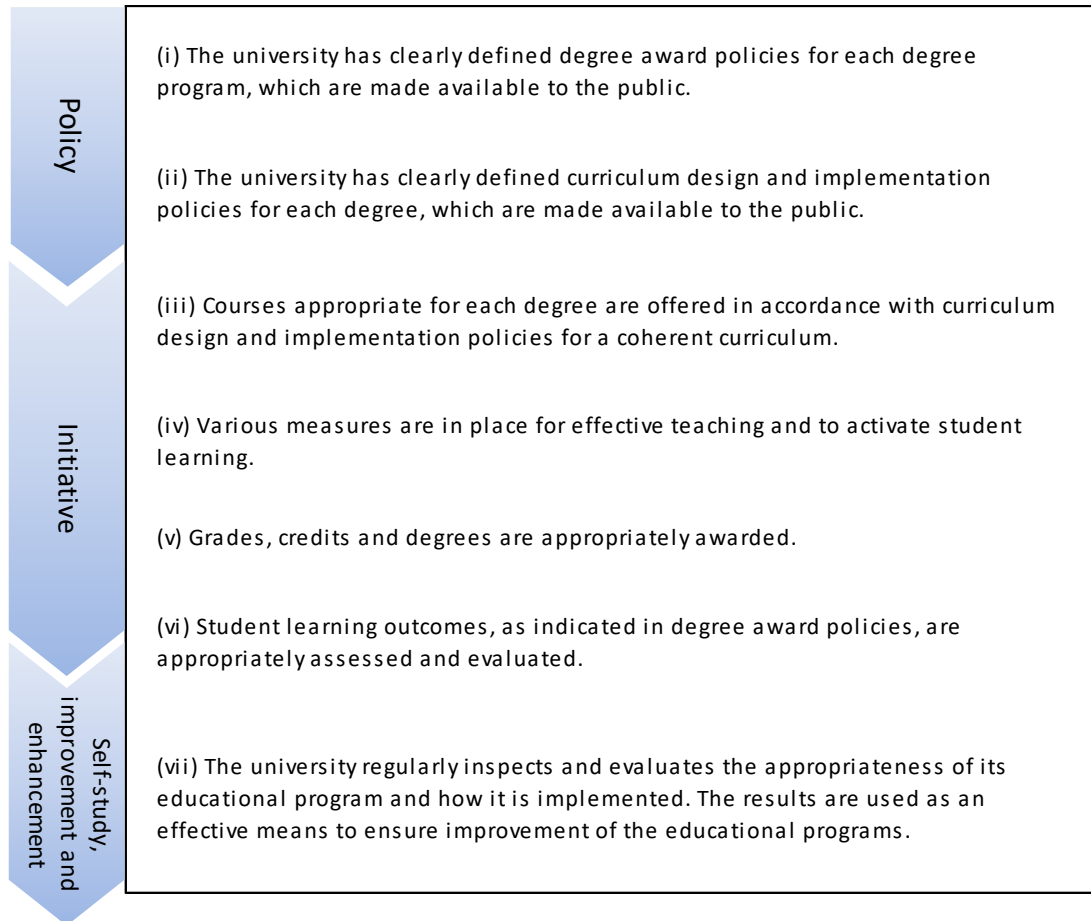 Policy
(i) The university has clearly defined degree award policies for each degree
program, which are made available to the public.
(ii) The university has clearly defined curriculum design and implementation
policies for each degree, which are made available to the public.
Initiative
(iii) Courses appropriate for each degree are offered in accordance with curriculum
design and implementation policies for a coherent curriculum.
(iv) Various measures are in place for effective teaching and to activate student
learning.
(v) Grades, credits and degrees are appropriately awarded.
(vi) Student learning outcomes, as indicated in degree award policies, are
appropriately assessed and evaluated.
Self-study,
improvement and
enhancement
(vii) The university regularly inspects and evaluates the appropriateness of its
educational program and how it is implemented. The results are used as an
effective means to ensure improvement of the educational programs.